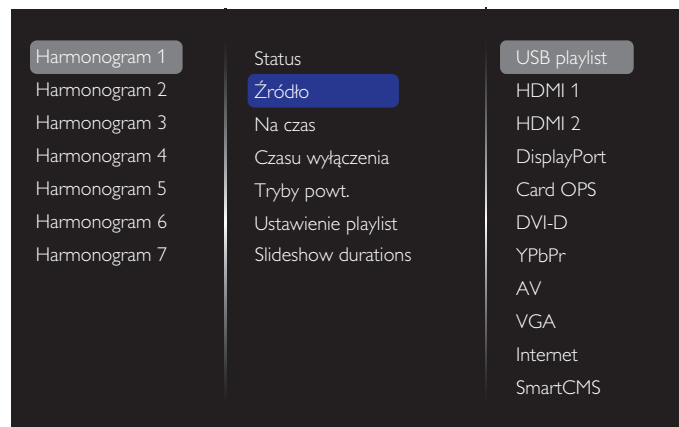 Harmonogram 1
Harmonogram 2
Harmonogram 3
Harmonogram 4
Harmonogram 5
Harmonogram 6
Harmonogram 7
Status
Źródło
Na czas
Czasu wyłączenia
Tryby powt.
Ustawienie playlist
Slideshow durations
USB playlist
HDMI 1
HDMI 2
DisplayPort
Card OPS
DVI-D
YPbPr
AV
VGA
Internet
SmartCMS